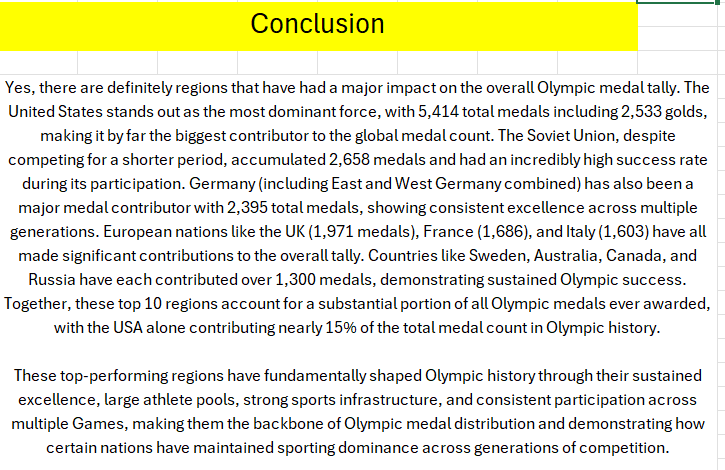 Conclusion
Yes, there are definitely regions that have had a major impact on the overall Olympic medal tally. The
United States stands out as the most dominant force, with 5,414 total medals including 2,533 golds,
making it by far the biggest contributor to the global medal count. The Soviet Union, despite
competing for a shorter period, accumulated 2,658 medals and had an incredibly high success rate
during its participation. Germany (including East and West Germany combined) has also been a
major medal contributor with 2,395 total medals, showing consistent excellence across multiple
generations. European nations like the UK (1,971 medals), France (1,686), and Italy (1,603) have all
made significant contributions to the overall tally. Countries like Sweden, Australia, Canada, and
Russia have each contributed over 1,300 medals, demonstrating sustained Olympic success.
Together, these top 10 regions account for a substantial portion of all Olympic medals ever awarded,
with the USA alone contributing nearly 15% of the total medal count in Olympic history.
These top-performing regions have fundamentally shaped Olympic history through their sustained
excellence, large athlete pools, strong sports infrastructure, and consistent participation across
multiple Games, making them the backbone of Olympic medal distribution and demonstrating how
certain nations have maintained sporting dominance across generations of competition.